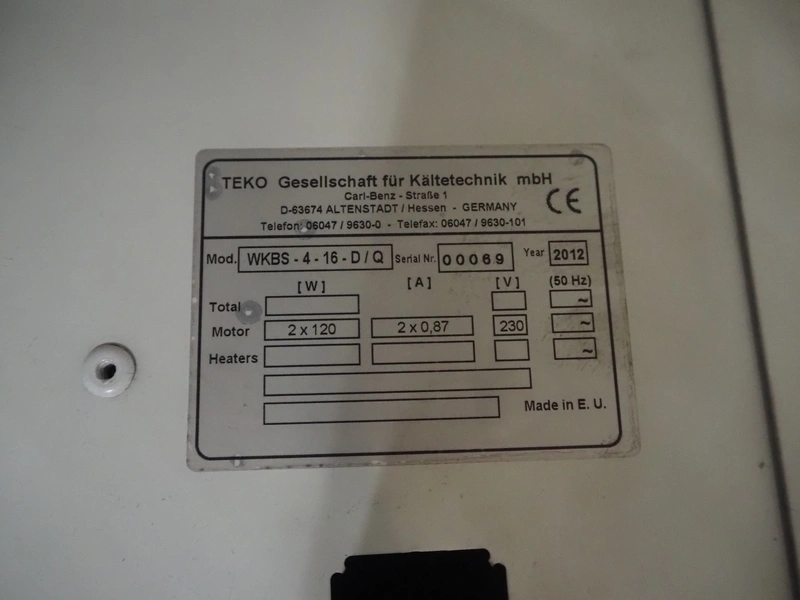 TEKO Gesellschaft für Kältetechnik mbH
Carl-Benz - Straße 1
D-63674 ALTENSTADT / Hessen - GERMANY
Telefon: 06047 / 9630-0 - Telefax: 06047 / 9630-101
CE
Mod. WKBS - 4 - 16 - D / Q Serial Nr. 00069 Year 2012
[ W ] [ A ] [ V ] (50 Hz)
Total ~
Motor 2 x 120 2 x 0,87 230 ~
Heaters ~
Made in E. U.